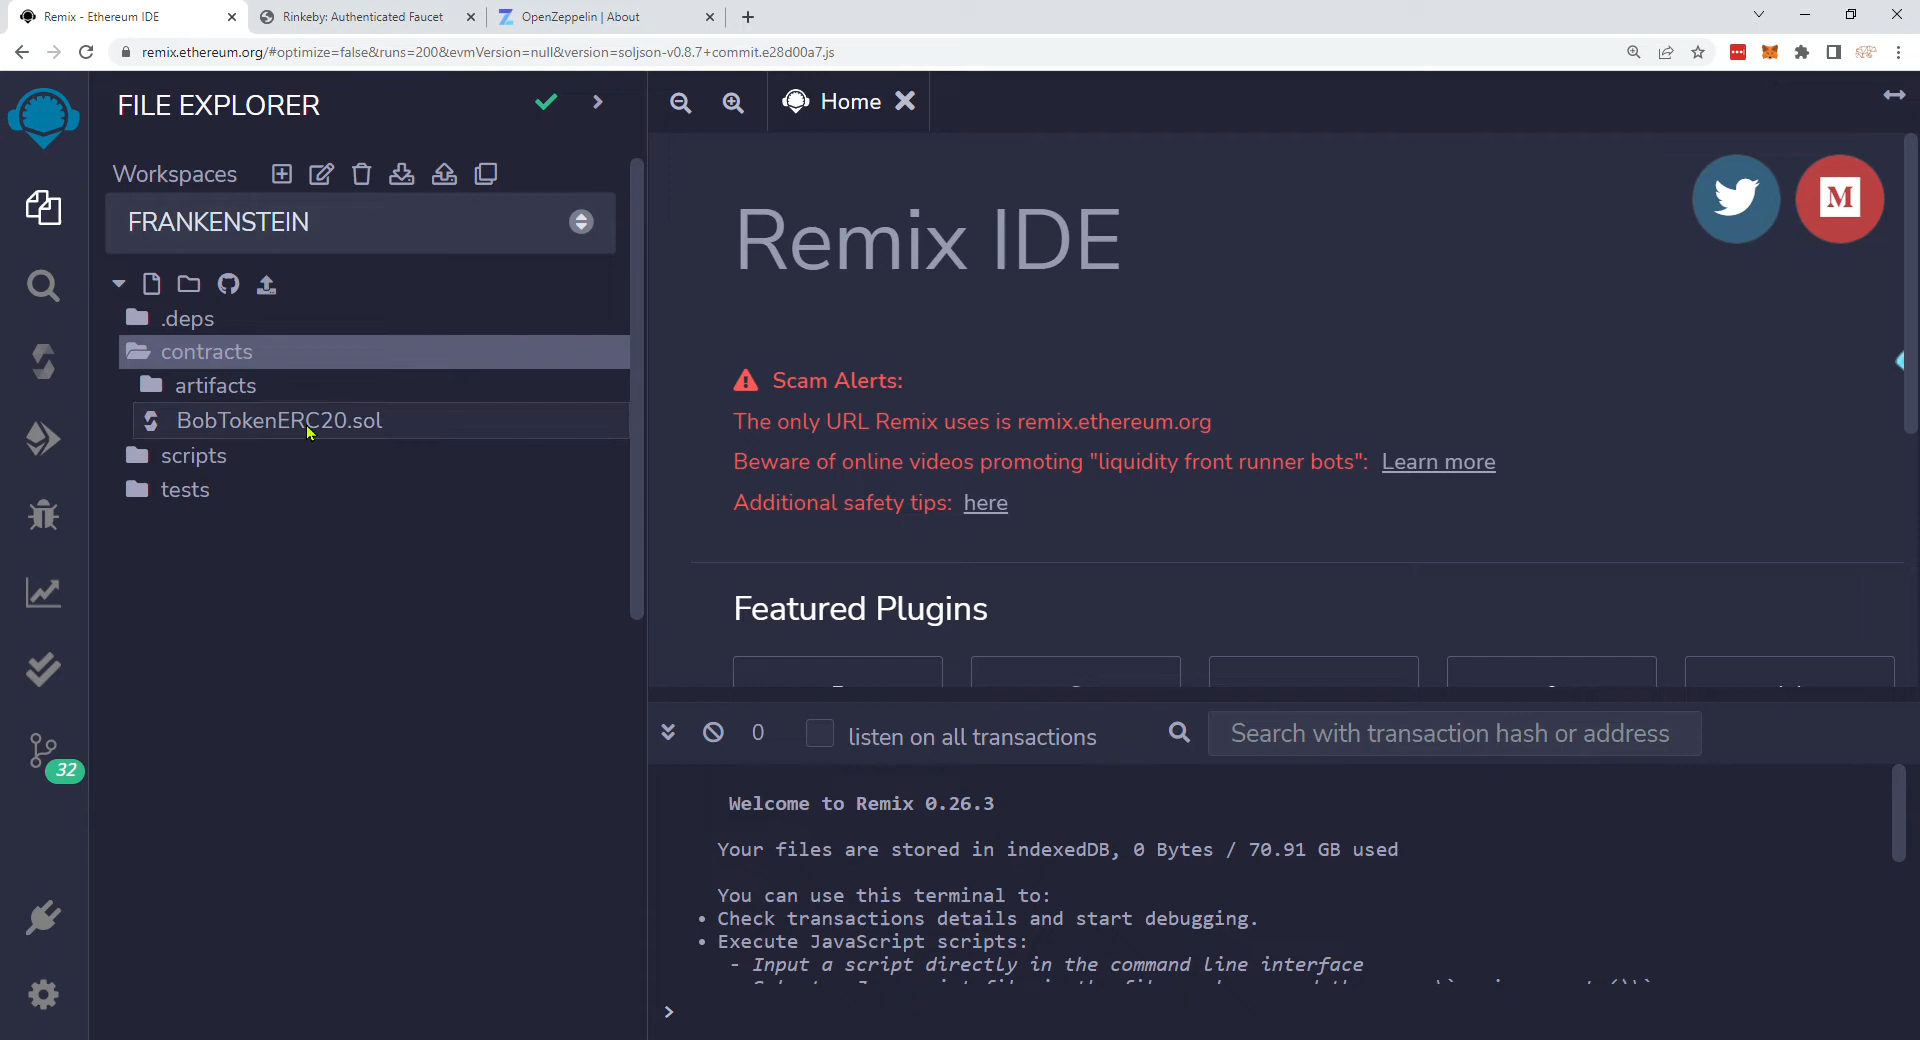 Remix - Ethereum IDE
Rinkeby: Authenticated Faucet
OpenZeppelin | About
remix.ethereum.org/#optimize=false&runs=200&evmVersion=null&version=soljson-v0.8.7+commit.e28d00a7.js
FILE EXPLORER
Home
Workspaces
FRANKENSTEIN
.deps
contracts
artifacts
BobTokenERC20.sol
scripts
tests
32
Remix IDE
M
Scam Alerts:
The only URL Remix uses is remix.ethereum.org
Beware of online videos promoting "liquidity front runner bots": Learn more
Additional safety tips: here
Featured Plugins
0 listen on all transactions Search with transaction hash or address
Welcome to Remix 0.26.3
Your files are stored in indexedDB, 0 Bytes / 70.91 GB used
You can use this terminal to:
• Check transactions details and start debugging.
• Execute JavaScript scripts:
- Input a script directly in the command line interface
>